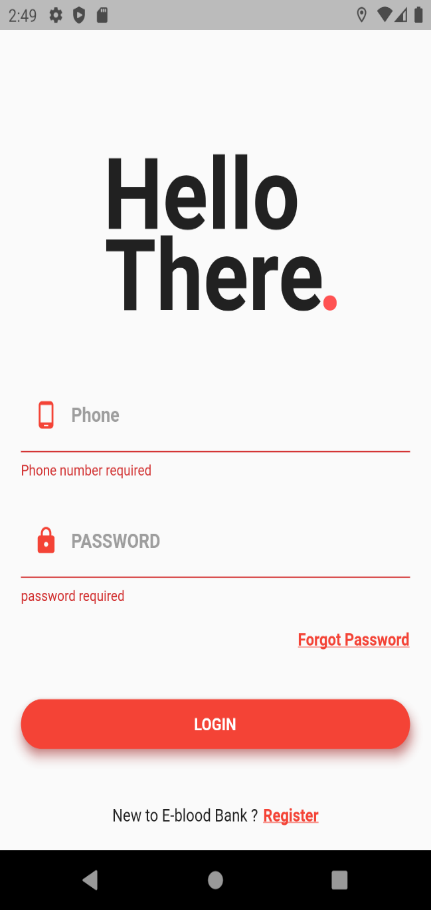 2:49
Hello
There.
Phone
Phone number required
PASSWORD
password required
Forgot Password
LOGIN
New to E-blood Bank ? Register